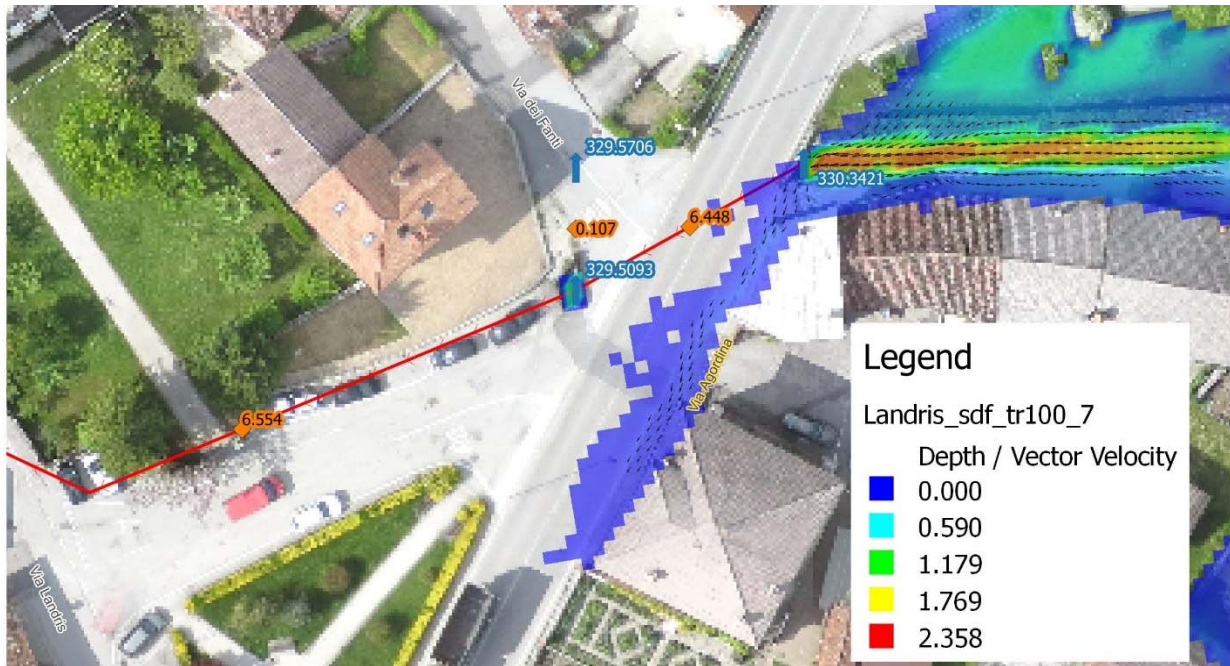 Via dei Fanti
329.5706
330.3421
6.448
0.107
329.5093
Via Agordina
6.554
Via Landris
Legend
Landris_sdf_tr100_7
Depth / Vector Velocity
0.000
0.590
1.179
1.769
2.358